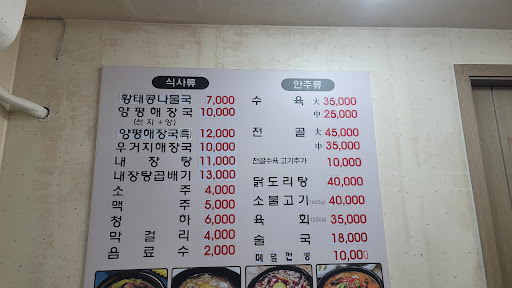 식사류
황태콩나물국 7,000
양평해장국 10,000
(선지+양)
양평해장국(특) 12,000
우거지해장국 10,000
내장탕 11,000
내장탕곱배기 13,000
소주 4,000
맥주 5,000
청하 6,000
막걸리 4,000
음료수 2,000
안주류
수육 大 35,000
中 25,000
전골 大 45,000
中 35,000
전골수육 고기추가 10,000
닭도리탕 40,000
소불고기(600g) 40,000
육회(200g) 35,000
술국 18,000
메밀전병 10,000